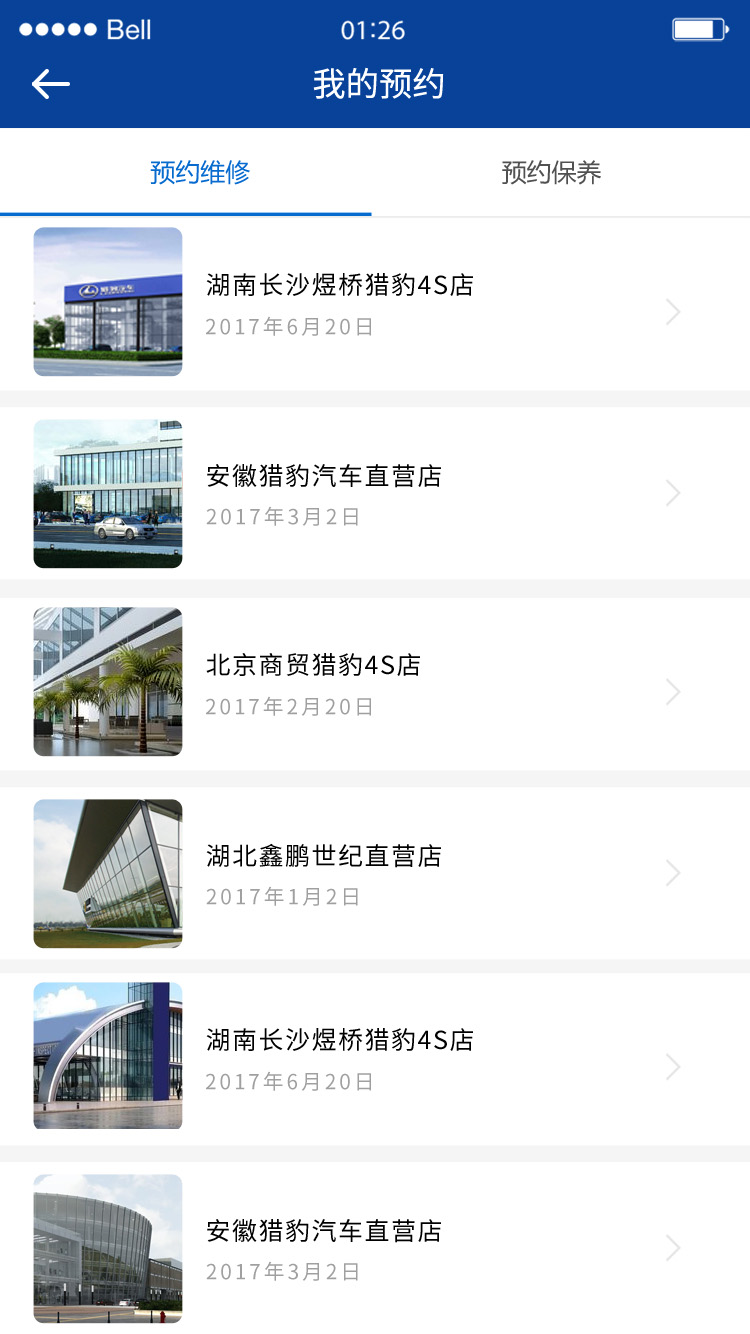 Bell
01:26
我的预约
预约维修
预约保养
湖南长沙煜桥猎豹4S店
2017年6月20日
安徽猎豹汽车直营店
2017年3月2日
北京商贸猎豹4S店
2017年2月20日
湖北鑫鹏世纪直营店
2017年1月2日
湖南长沙煜桥猎豹4S店
2017年6月20日
安徽猎豹汽车直营店
2017年3月2日